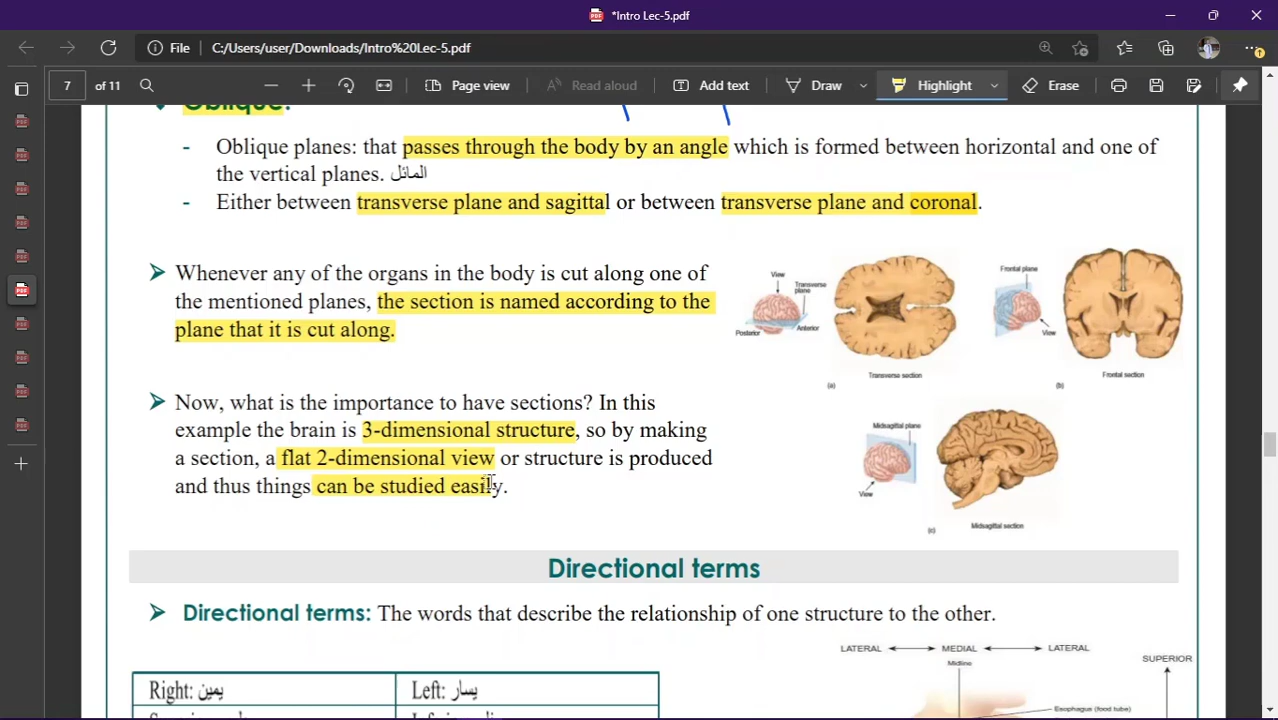 *Intro Lec-5.pdf
File C:/Users/user/Downloads/Intro%20Lec-5.pdf
7 of 11 Page view Read aloud Add text Draw Highlight Erase
Oblique:
- Oblique planes: that passes through the body by an angle which is formed between horizontal and one of
the vertical planes. المائل
- Either between transverse plane and sagittal or between transverse plane and coronal.
Whenever any of the organs in the body is cut along one of
the mentioned planes, the section is named according to the
plane that it is cut along.
View
Transverse
plane
Posterior
Anterior
Transverse section
(a)
Frontal plane
View
Frontal section
(b)
Now, what is the importance to have sections? In this
example the brain is 3-dimensional structure, so by making
a section, a flat 2-dimensional view or structure is produced
and thus things can be studied easily.
Midsagittal plane
View
Midsagittal section
(c)
Directional terms
Directional terms: The words that describe the relationship of one structure to the other.
LATERAL MEDIAL LATERAL
Midline
SUPERIOR
Esophagus (food tube)
Right: يمين Left: يسار